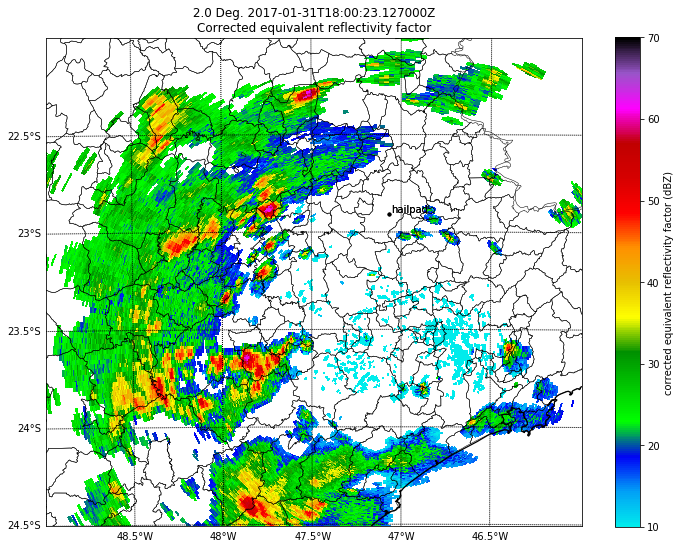 2.0 Deg. 2017-01-31T18:00:23.127000Z
Corrected equivalent reflectivity factor
22.5°S
23°S
23.5°S
24°S
24.5°S
48.5°W
48°W
47.5°W
47°W
46.5°W
hailpad
70
60
50
40
30
20
10
corrected equivalent reflectivity factor (dBZ)